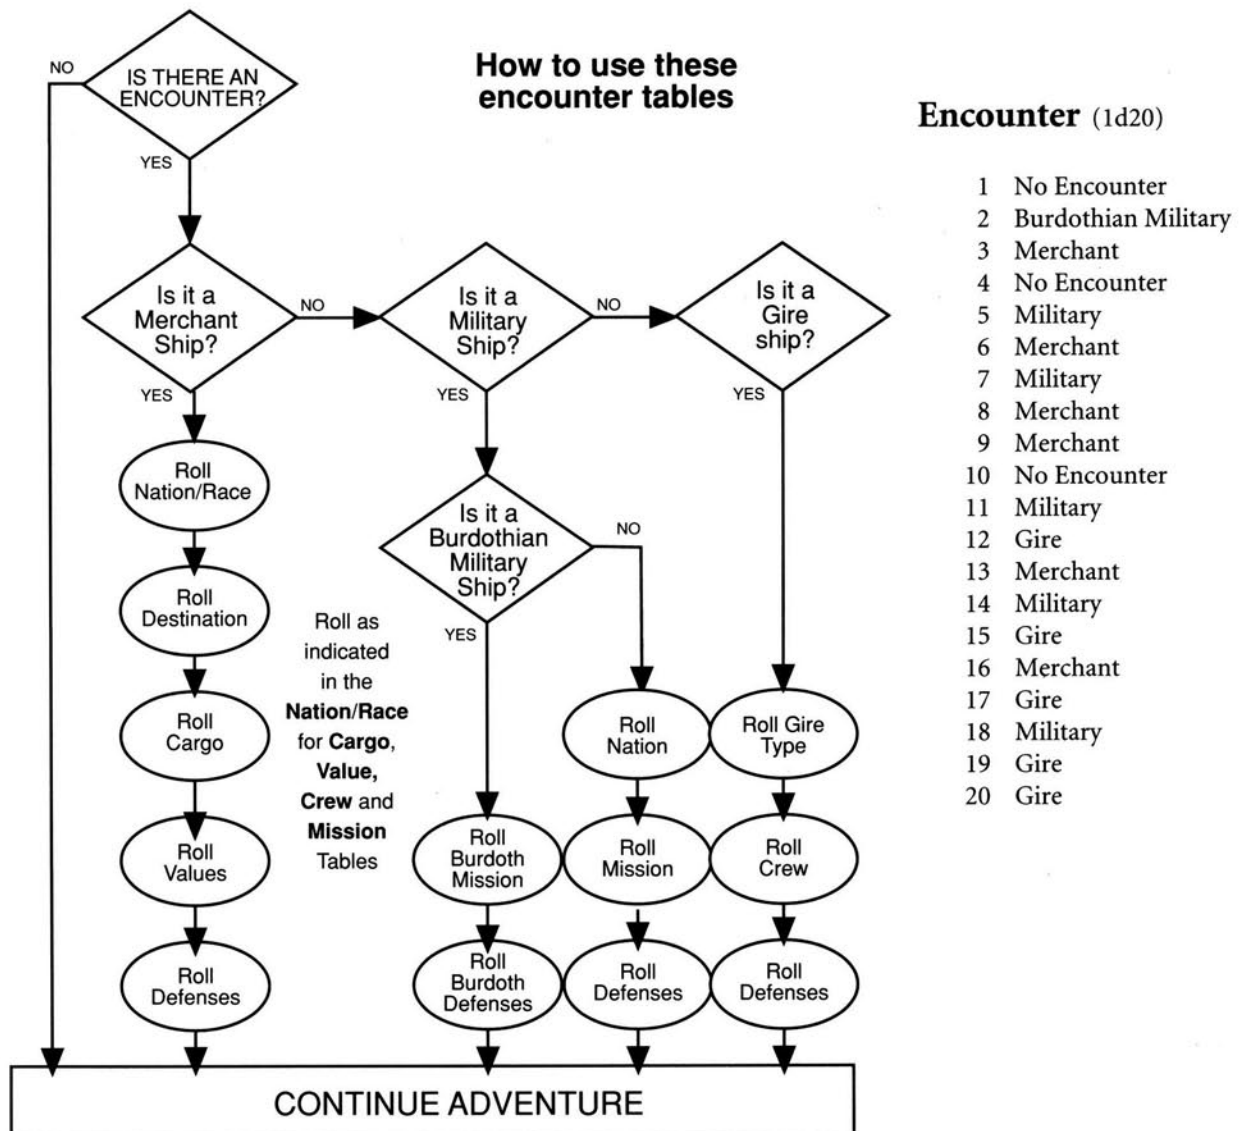 How to use these
encounter tables
NO
IS THERE AN
ENCOUNTER?
YES
Is it a
Merchant
Ship?
NO
YES
Is it a
Military
Ship?
NO
YES
Is it a
Gire
ship?
YES
Roll
Nation/Race
Roll
Destination
Roll
Cargo
Roll
Values
Roll
Defenses
Roll as
indicated
in the
Nation/Race
for Cargo,
Value,
Crew and
Mission
Tables
Is it a
Burdothian
Military
Ship?
NO
YES
Roll
Burdoth
Mission
Roll
Burdoth
Defenses
Roll
Nation
Roll
Mission
Roll
Defenses
Roll Gire
Type
Roll
Crew
Roll
Defenses
CONTINUE ADVENTURE
Encounter (1d20)
1 No Encounter
2 Burdothian Military
3 Merchant
4 No Encounter
5 Military
6 Merchant
7 Military
8 Merchant
9 Merchant
10 No Encounter
11 Military
12 Gire
13 Merchant
14 Military
15 Gire
16 Merchant
17 Gire
18 Military
19 Gire
20 Gire